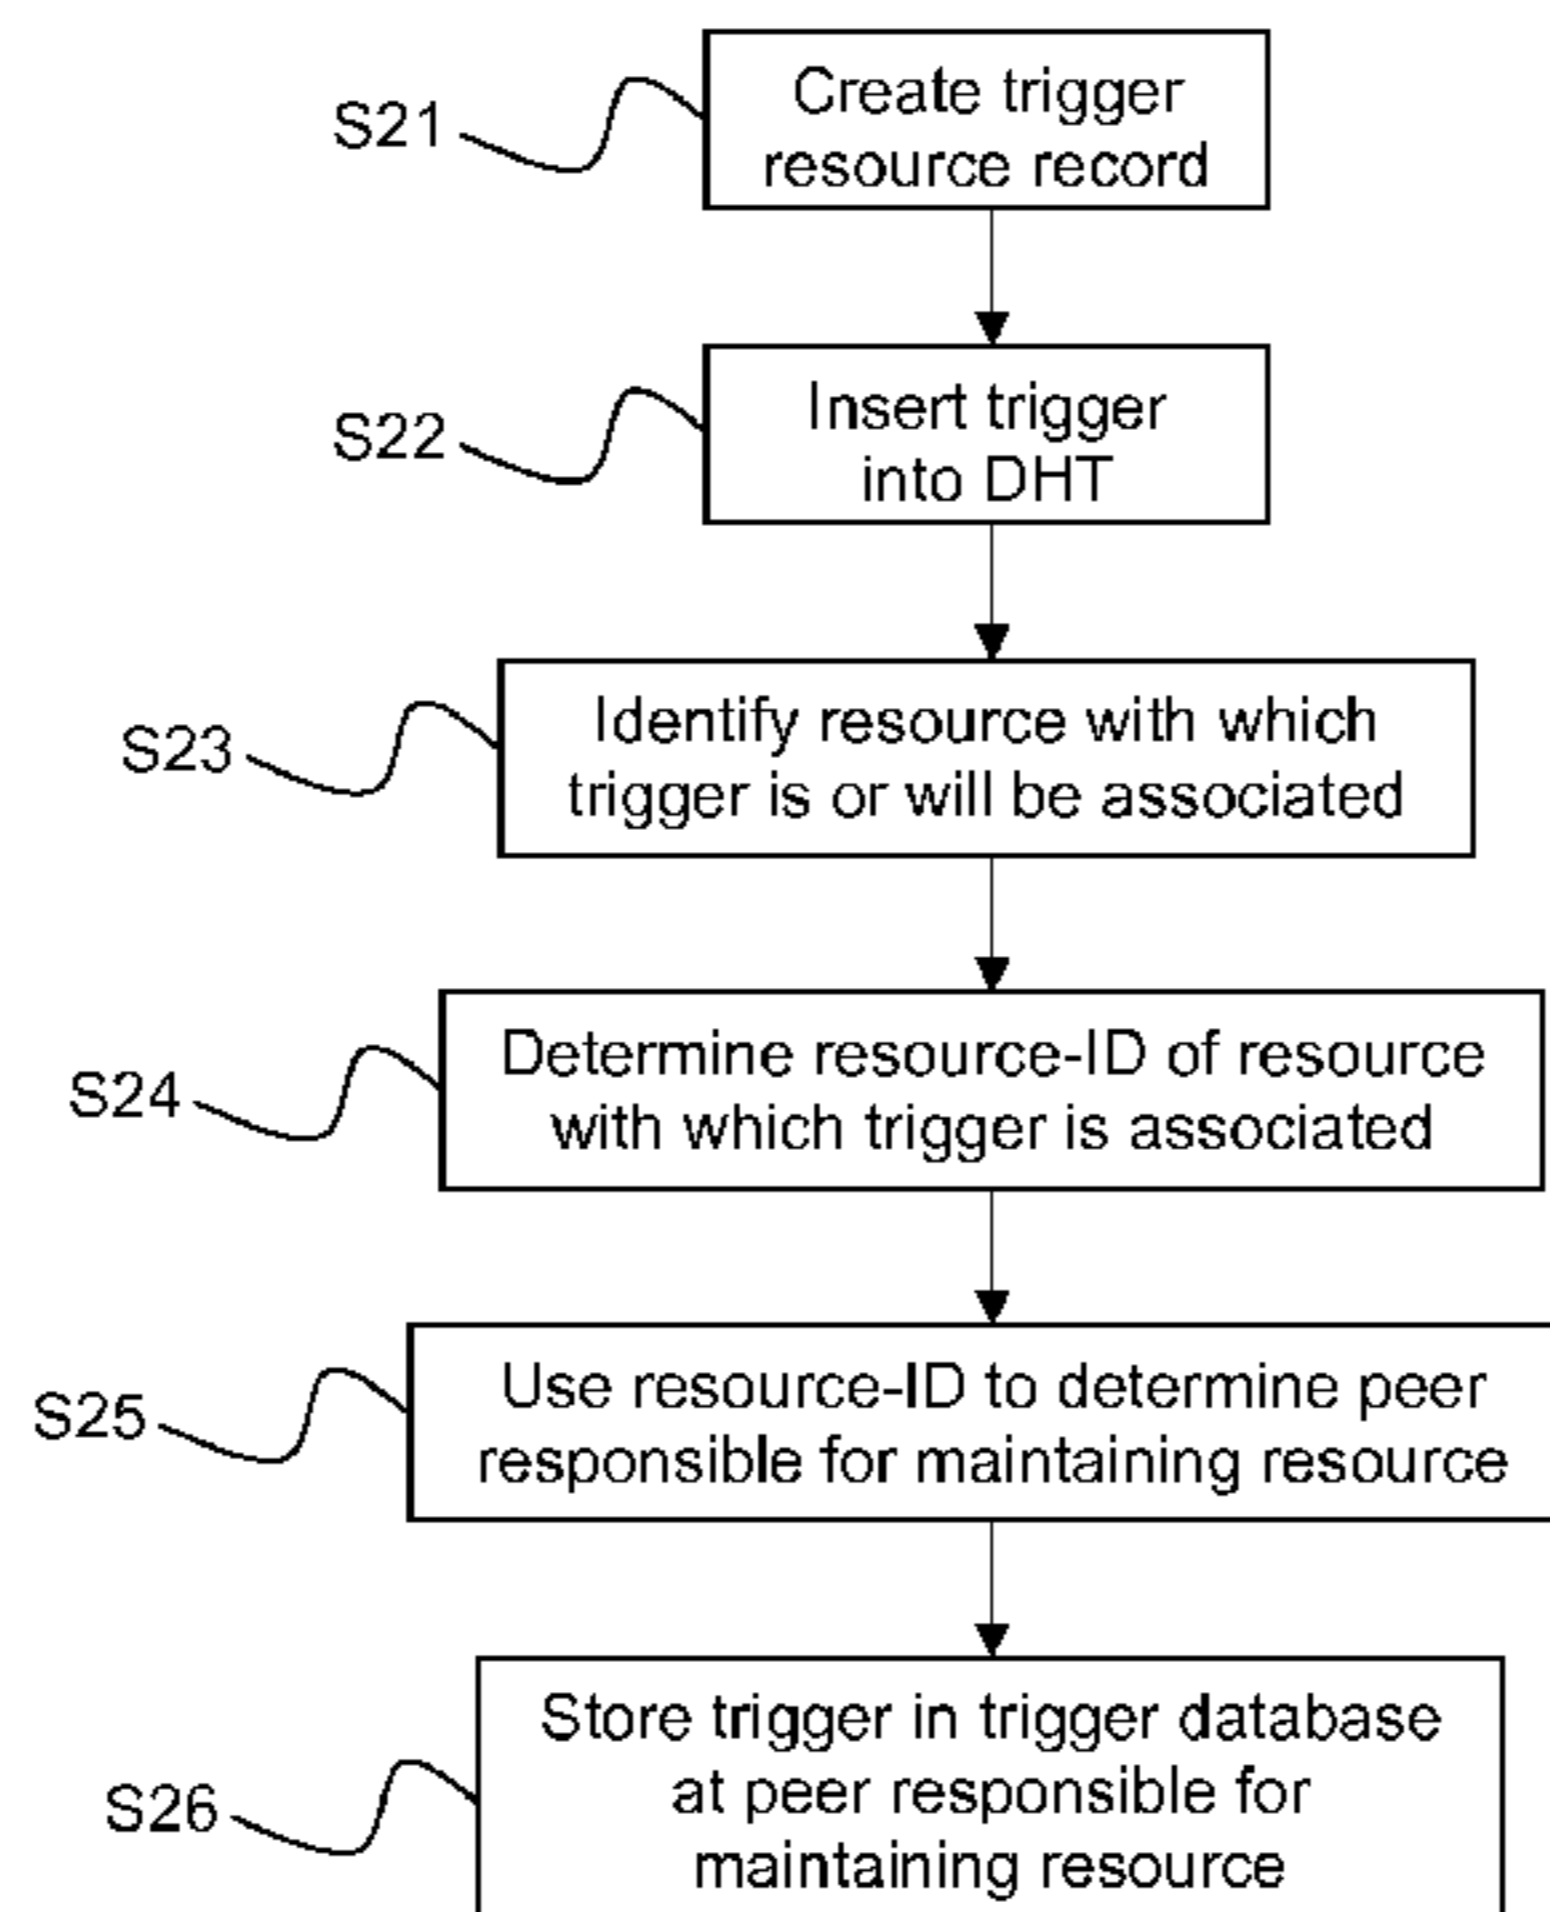 S21
Create trigger
resource record
S22
Insert trigger
into DHT
S23
Identify resource with which
trigger is or will be associated
S24
Determine resource-ID of resource
with which trigger is associated
S25
Use resource-ID to determine peer
responsible for maintaining resource
S26
Store trigger in trigger database
at peer responsible for
maintaining resource